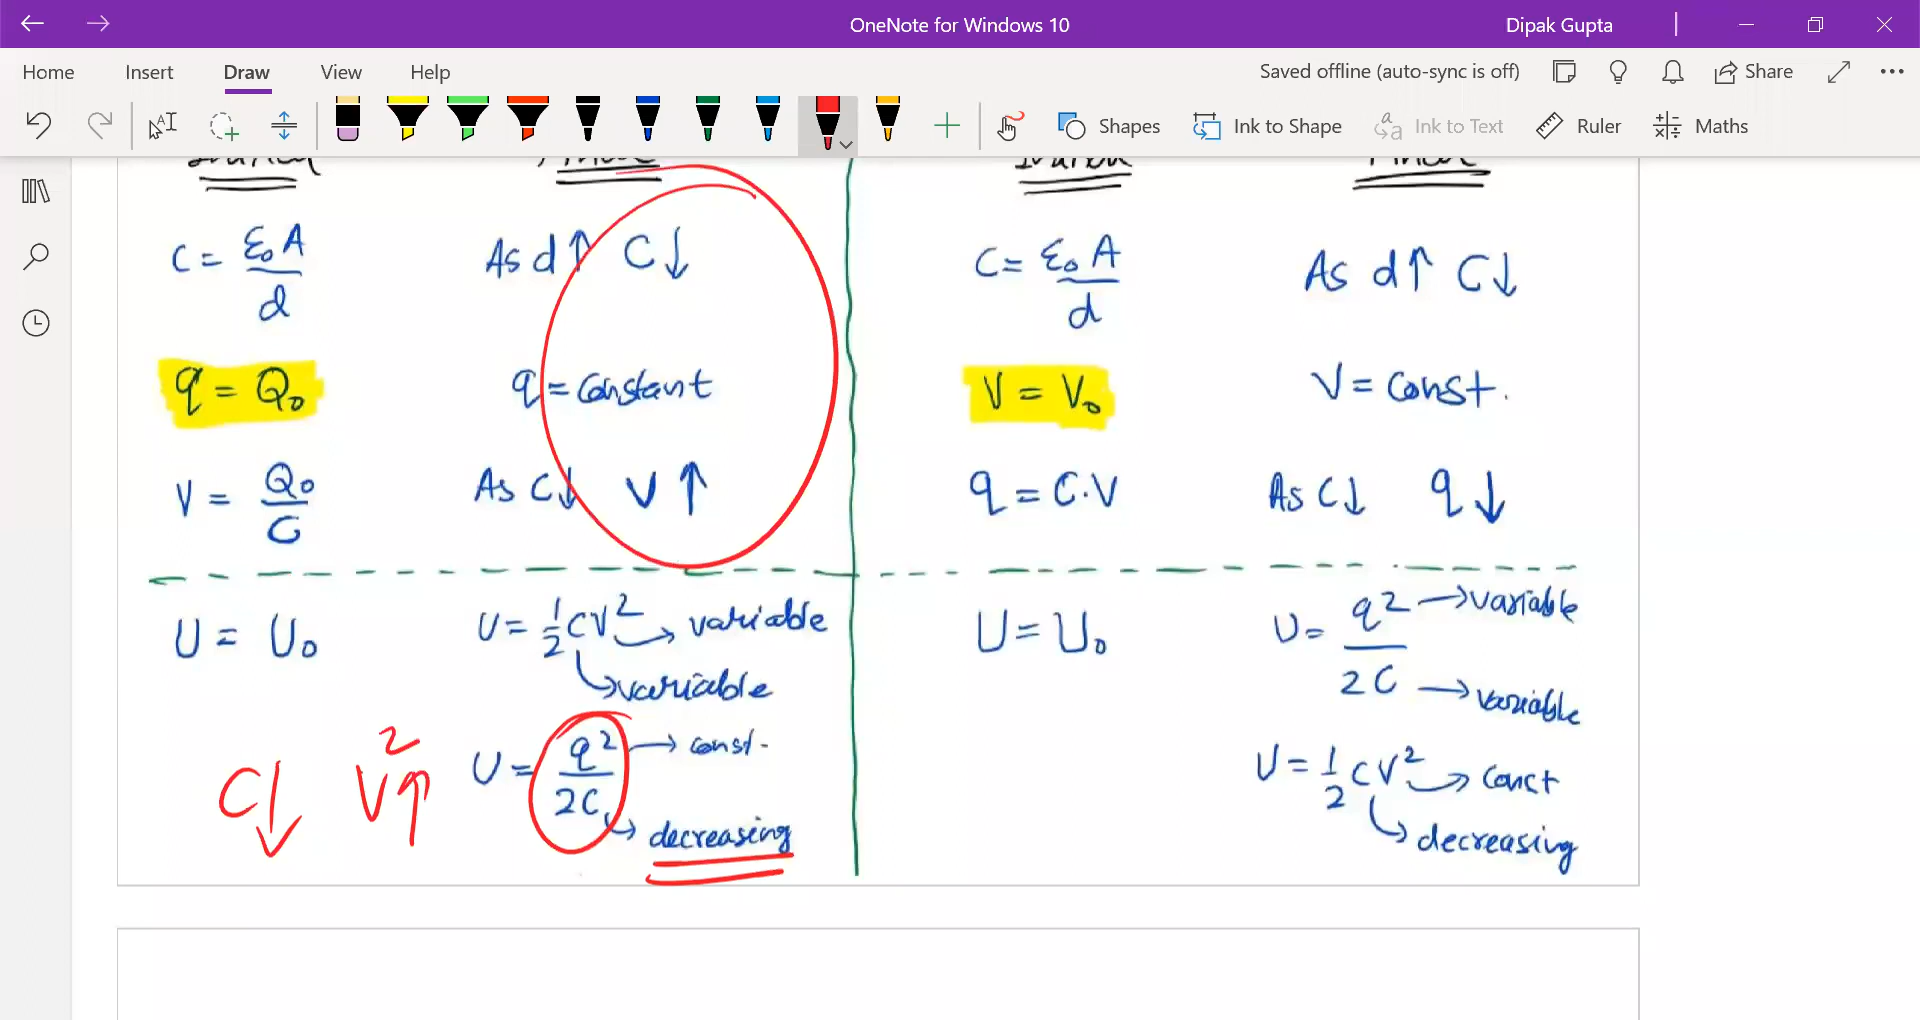 OneNote for Windows 10
Dipak Gupta
Home Insert Draw View Help
Saved offline (auto-sync is off) Share
Shapes Ink to Shape Ink to Text Ruler Maths
C = ε₀A/d
As d↑ C↓
q = Q₀
q = Constant
V = Q₀/C
As C↓ V↑
U = U₀
U = ½CV² → variable
→ variable
C↓ V²↑
U = q²/2C → const.
→ decreasing
C = ε₀A/d
As d↑ C↓
V = V₀
V = Const.
q = C.V
As C↓ q↓
U = U₀
U = q²/2C → variable
→ variable
U = ½CV² → Const
→ decreasing